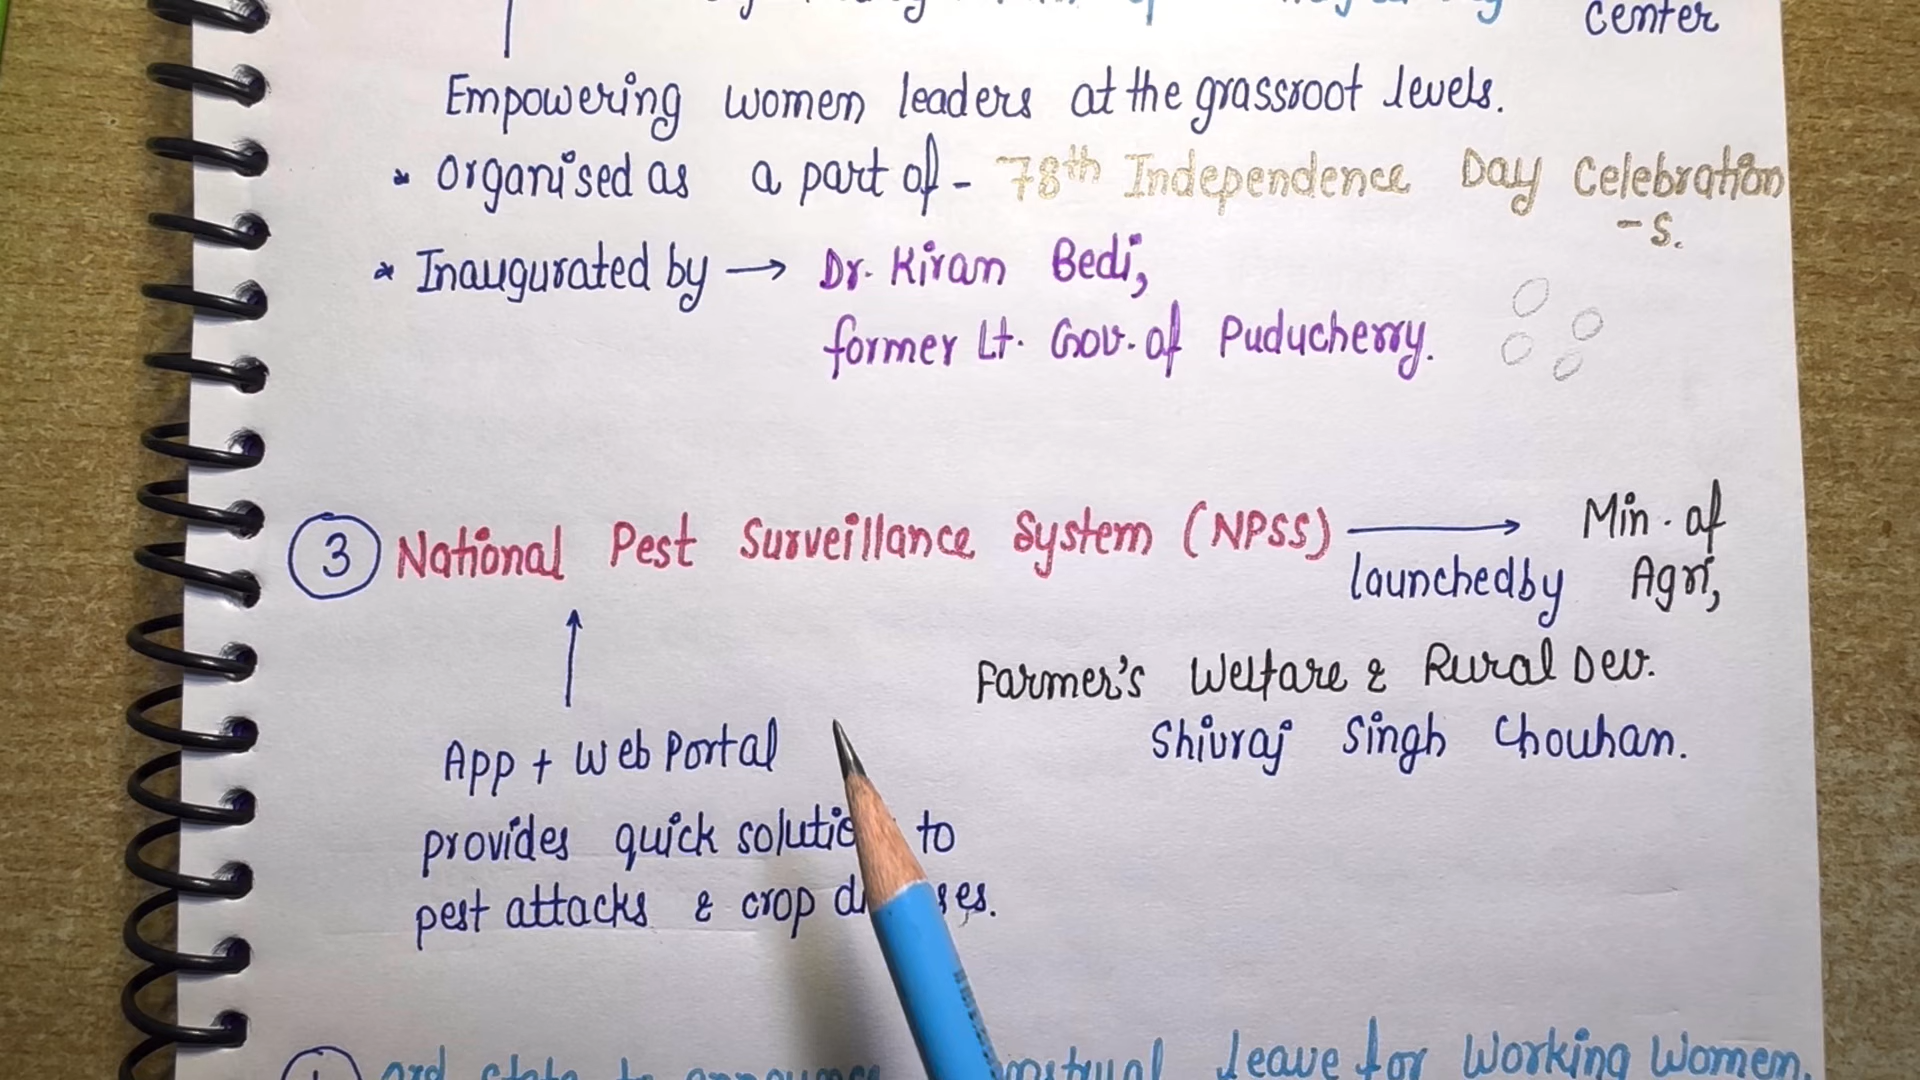 center
Empowering women leaders at the grassroot levels.
* Organised as a part of - 78th Independence Day Celebration
- s.
* Inaugurated by → Dr. Kiran Bedi,
former Lt. Gov. of Puducherry.
3 National Pest Surveillance System (NPSS) → Min. of
launched by Agri,
Farmer's Welfare & Rural Dev.
Shivraj Singh Chouhan.
App + Web Portal
provides quick to
pest attacks & crop
state to leave for Working Women.